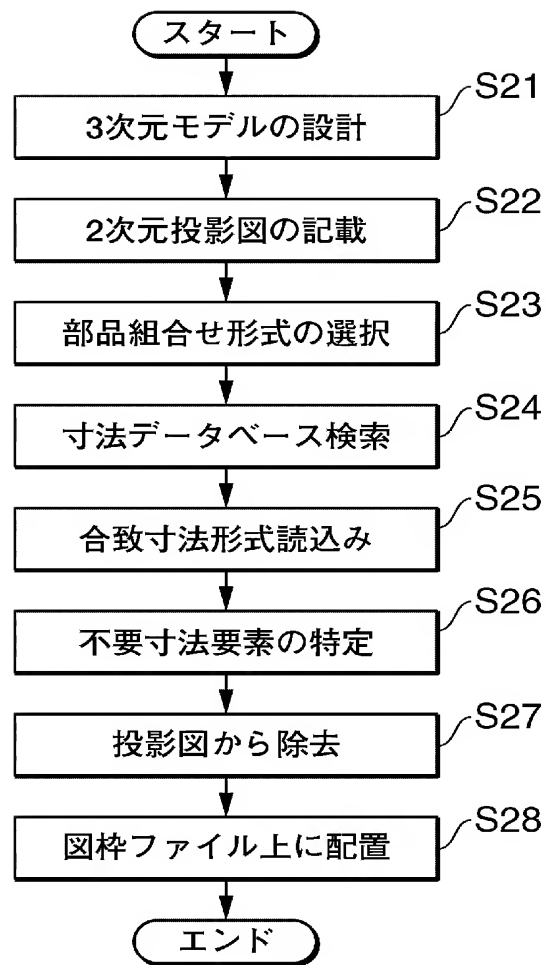 スタート
S21
3次元モデルの設計
S22
2次元投影図の記載
S23
部品組合せ形式の選択
S24
寸法データベース検索
S25
合致寸法形式読込み
S26
不要寸法要素の特定
S27
投影図から除去
S28
図枠ファイル上に配置
エンド